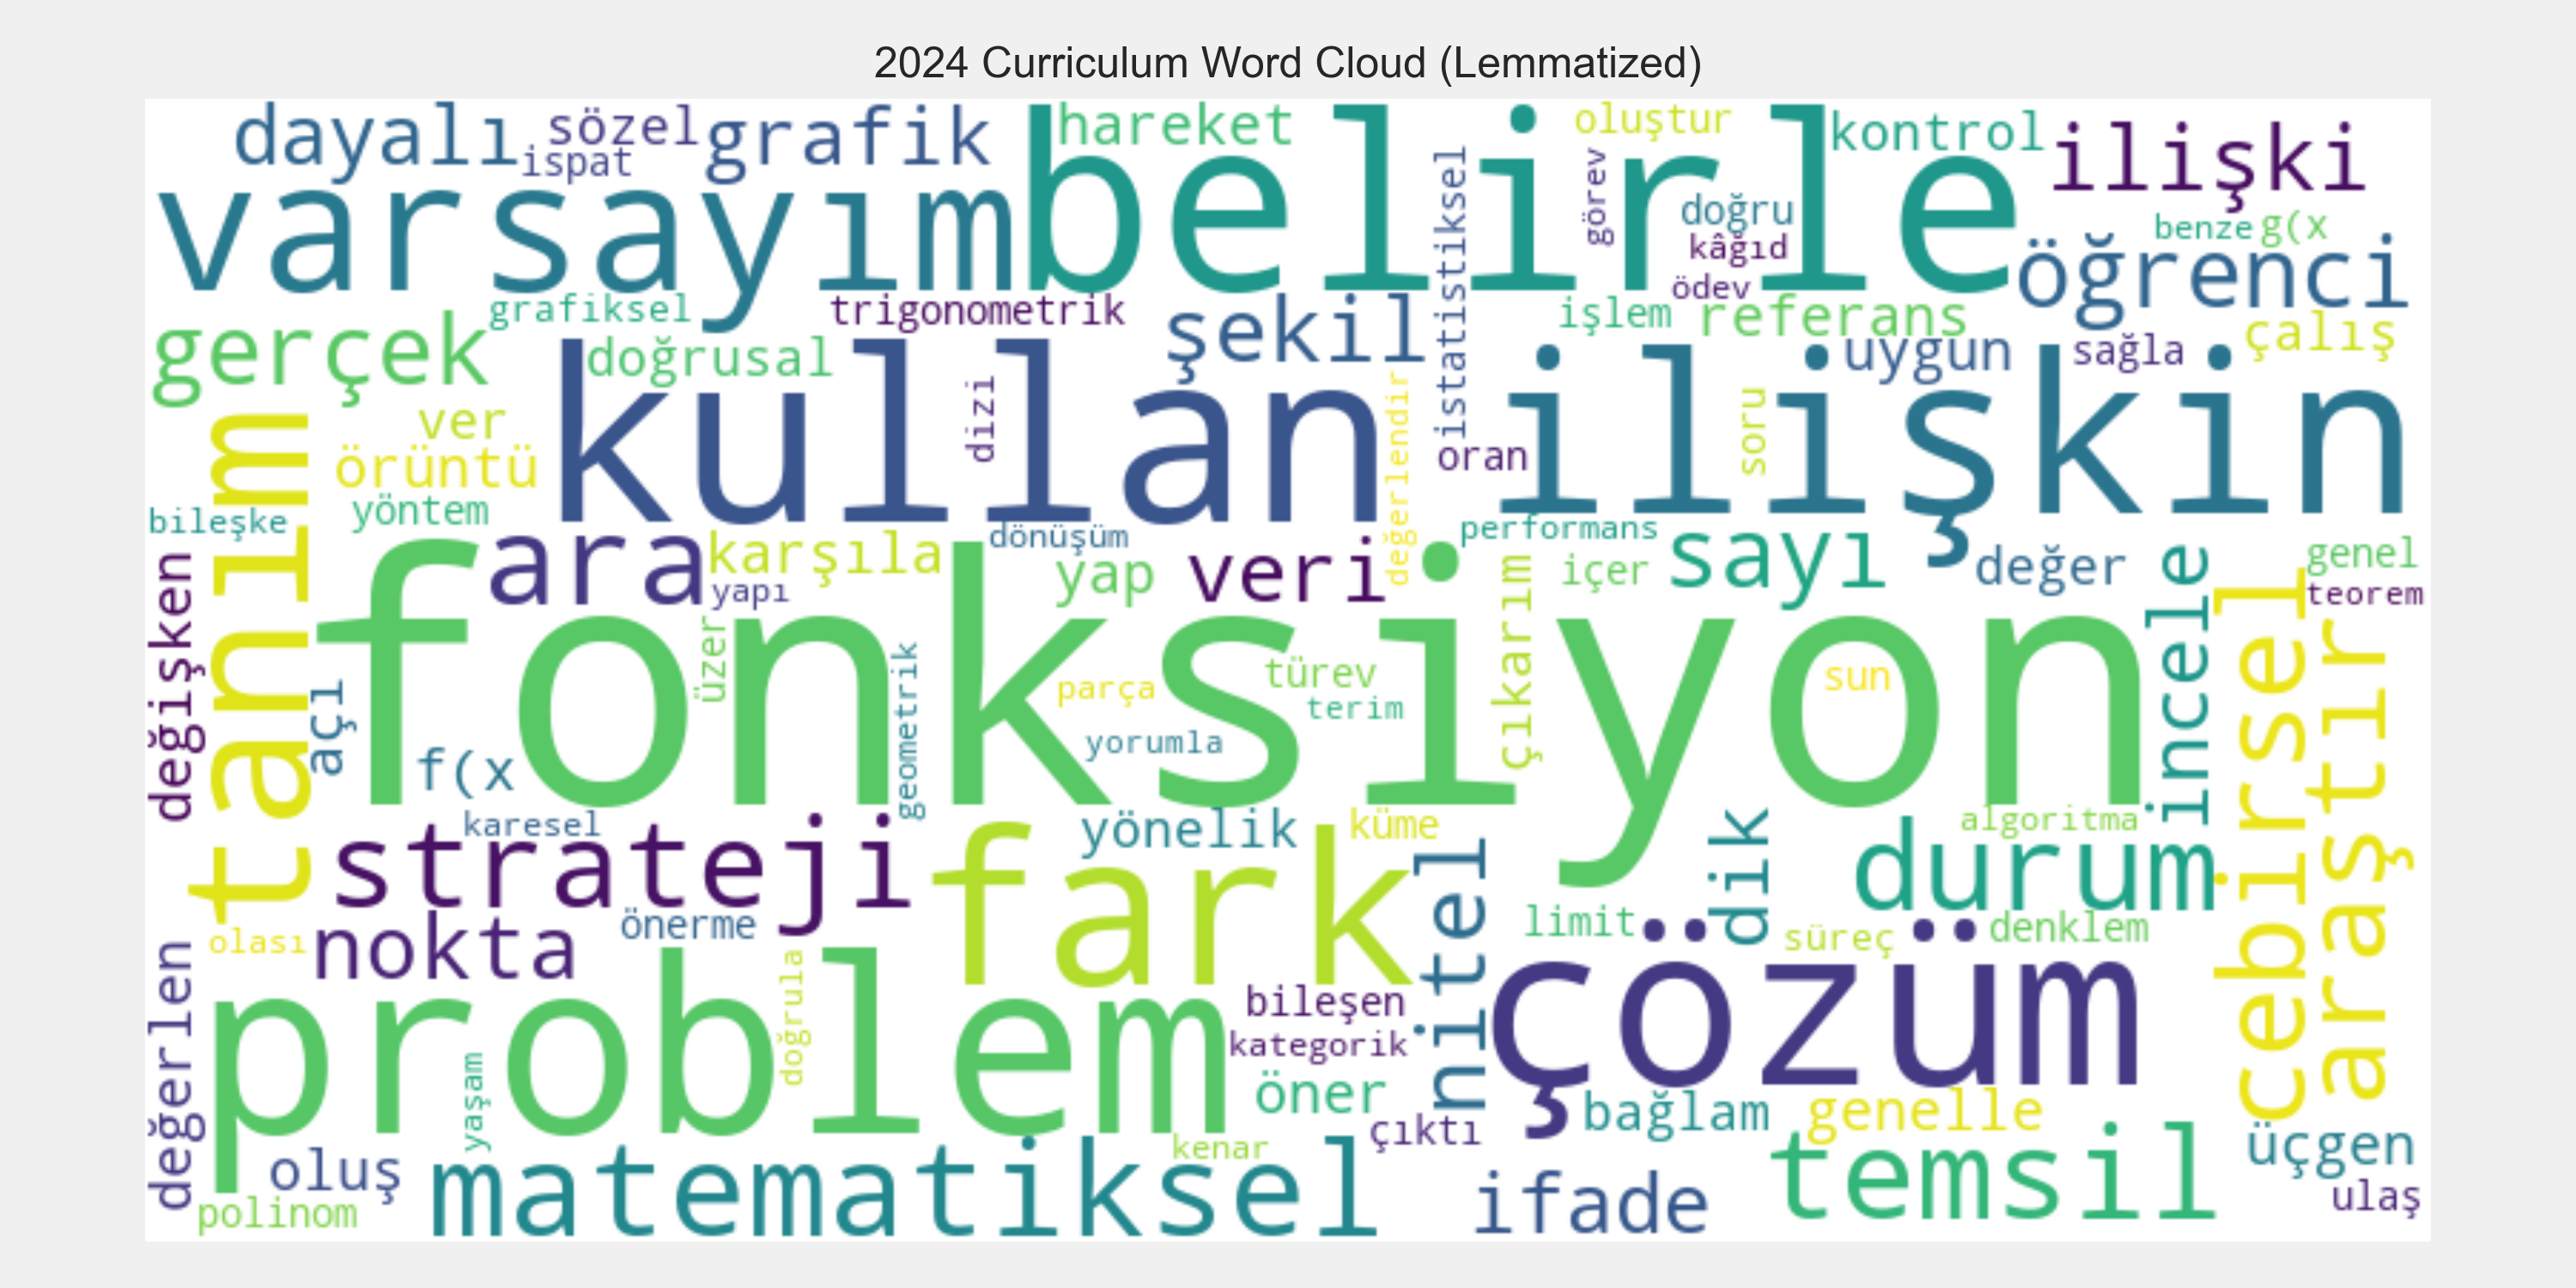 2024 Curriculum Word Cloud (Lemmatized)
dayalı
sözel
ispat
grafik
hareket
belirle
oluştur
kontrol
ilişki
varsayım
istatistiksel
görev
doğru
kâğıd
ödev
benze
g(x
öğrenci
gerçek
grafiksel
trigonometrik
şekil
işlem
referans
uygun
sağla
çalış
doğrusal
kullan
dizi
değerlendir
oran
ilişkin
soru
ver
örüntü
yöntem
bileşke
tanım
değişken
ara
karşıla
yapı
dönüşüm
yap
veri
performans
içer
sayı
değer
incele
genel
teorem
fonksiyon
açı
f(x
üzer
geometrik
parça
türev
terim
yorumla
çıkarım
sun
cebirsel
araştır
karesel
strateji
fark
yönelik
küme
nitel
dik
algoritma
durum
olası
nokta
önerme
limit
süreç
denklem
çözüm
değerlen
problem
doğrula
yaşam
bileşen
kategorik
öner
çıktı
bağlam
genelle
oluş
polinom
matematiksel
kenar
ifade
temsil
üçgen
ulaş